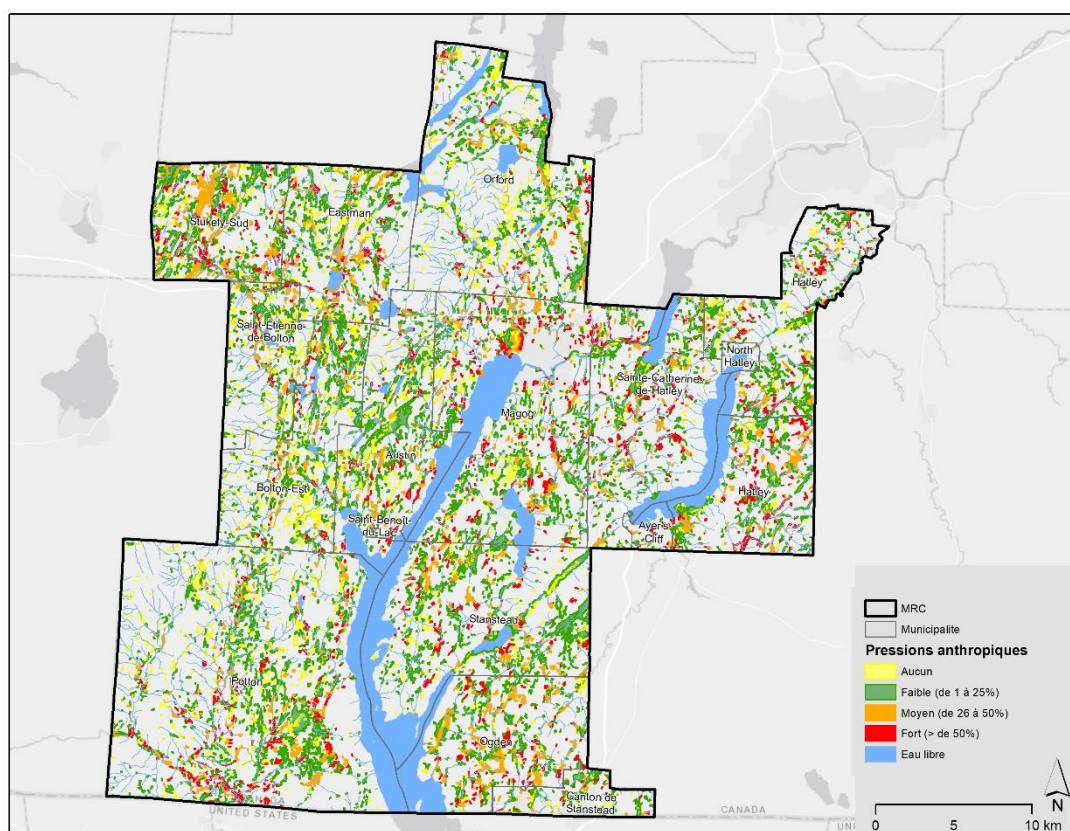 Orford
Stukely-Sud
Eastman
Hatley
Saint-Étienne-
de-Bolton
North
Hatley
Sainte-Catherine-
de-Hatley
Magog
Austin
Bolton-Est
Hatley
Saint-Benoît-
du-Lac
Ayer's
Cliff
Stanstead
Potton
Ogden
Canton de
Stanstead
UNITED STATES
CANADA
MRC
Municipalite
Pressions anthropiques
Aucun
Faible (de 1 à 25%)
Moyen (de 26 à 50%)
Fort (> de 50%)
Eau libre
N
0 5 10 km